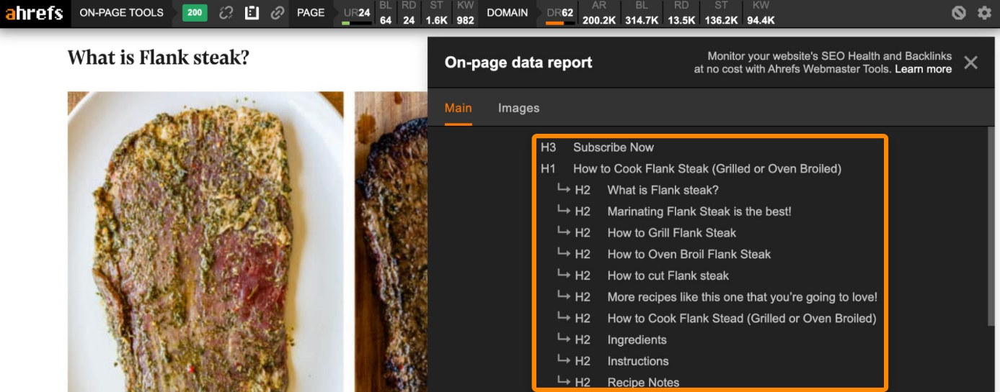 ahrefs ON-PAGE TOOLS 200 PAGE UR24 BL 64 RD 24 ST 1.6K KW 982 DOMAIN DR62 AR 200.2K BL 314.7K RD 13.5K ST 136.2K KW 94.4K
What is Flank steak?
On-page data report
Monitor your website's SEO Health and Backlinks
at no cost with Ahrefs Webmaster Tools. Learn more
Main Images
H3 Subscribe Now
H1 How to Cook Flank Steak (Grilled or Oven Broiled)
H2 What is Flank steak?
H2 Marinating Flank Steak is the best!
H2 How to Grill Flank Steak
H2 How to Oven Broil Flank Steak
H2 How to cut Flank steak
H2 More recipes like this one that you're going to love!
H2 How to Cook Flank Stead (Grilled or Oven Broiled)
H2 Ingredients
H2 Instructions
H2 Recipe Notes